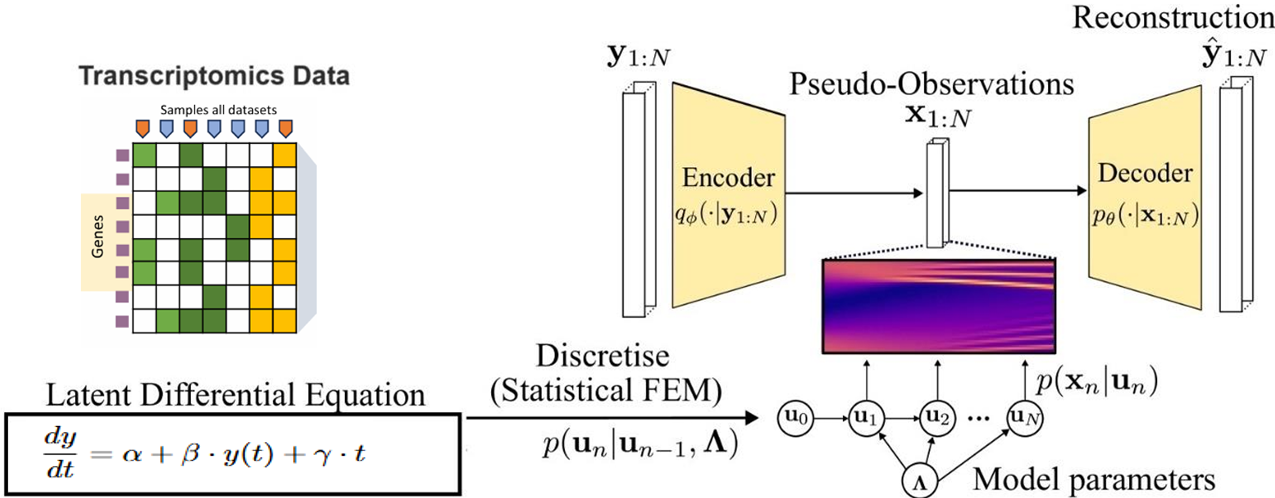 Transcriptomics Data
Samples all datasets
Genes
y₁:N
Encoder
qϕ(·|y₁:N)
Pseudo-Observations
x₁:N
Decoder
pθ(·|x₁:N)
Reconstruction
ŷ₁:N
Latent Differential Equation
dy/dt = α + β · y(t) + γ · t
Discretise
(Statistical FEM)
p(uₙ|uₙ₋₁, Λ)
u₀ u₁ u₂ ... u_N
p(xₙ|uₙ)
Λ
Model parameters